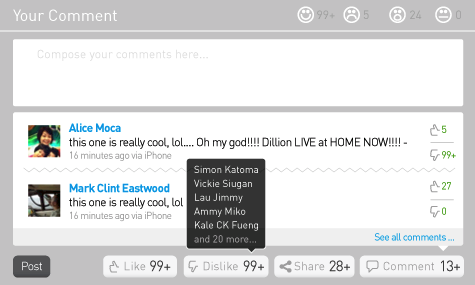 Your Comment 99+ 5 24 0
Compose your comments here...
Alice Moca
this one is really cool, lol.... Oh my god!!!! Dillion LIVE at HOME NOW!!!! -
16 minutes ago via iPhone
5
99+
Mark Clint Eastwood
this one is really cool, lol
16 minutes ago via iPhone
27
0
Simon Katoma
Vickie Siugan
Lau Jimmy
Ammy Miko
Kale CK Fueng
and 20 more...
See all comments ...
Post Like 99+ Dislike 99+ Share 28+ Comment 13+